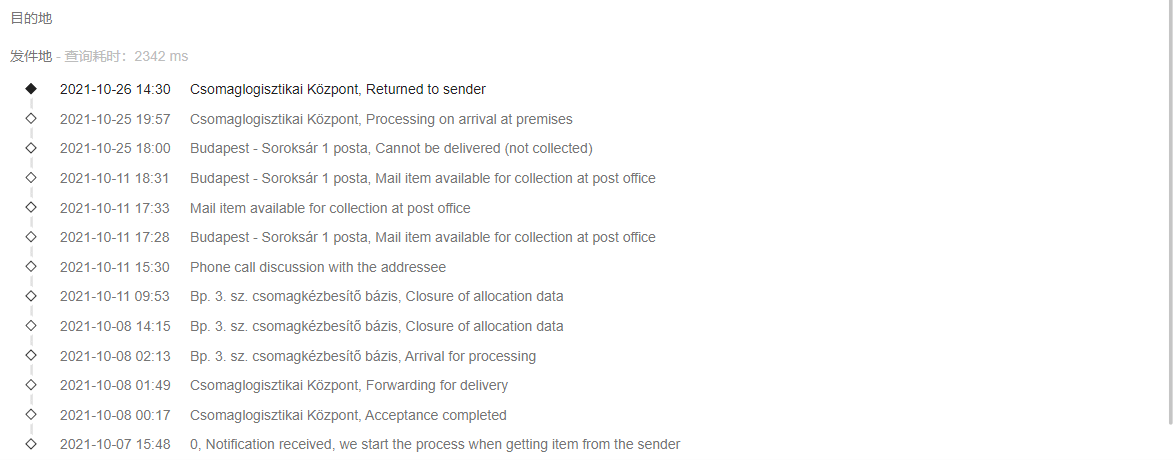 目的地
发件地 - 查询耗时：2342 ms
2021-10-26 14:30 Csomaglogisztikai Központ, Returned to sender
2021-10-25 19:57 Csomaglogisztikai Központ, Processing on arrival at premises
2021-10-25 18:00 Budapest - Soroksár 1 posta, Cannot be delivered (not collected)
2021-10-11 18:31 Budapest - Soroksár 1 posta, Mail item available for collection at post office
2021-10-11 17:33 Mail item available for collection at post office
2021-10-11 17:28 Budapest - Soroksár 1 posta, Mail item available for collection at post office
2021-10-11 15:30 Phone call discussion with the addressee
2021-10-11 09:53 Bp. 3. sz. csomagkézbesítő bázis, Closure of allocation data
2021-10-08 14:15 Bp. 3. sz. csomagkézbesítő bázis, Closure of allocation data
2021-10-08 02:13 Bp. 3. sz. csomagkézbesítő bázis, Arrival for processing
2021-10-08 01:49 Csomaglogisztikai Központ, Forwarding for delivery
2021-10-08 00:17 Csomaglogisztikai Központ, Acceptance completed
2021-10-07 15:48 0, Notification received, we start the process when getting item from the sender